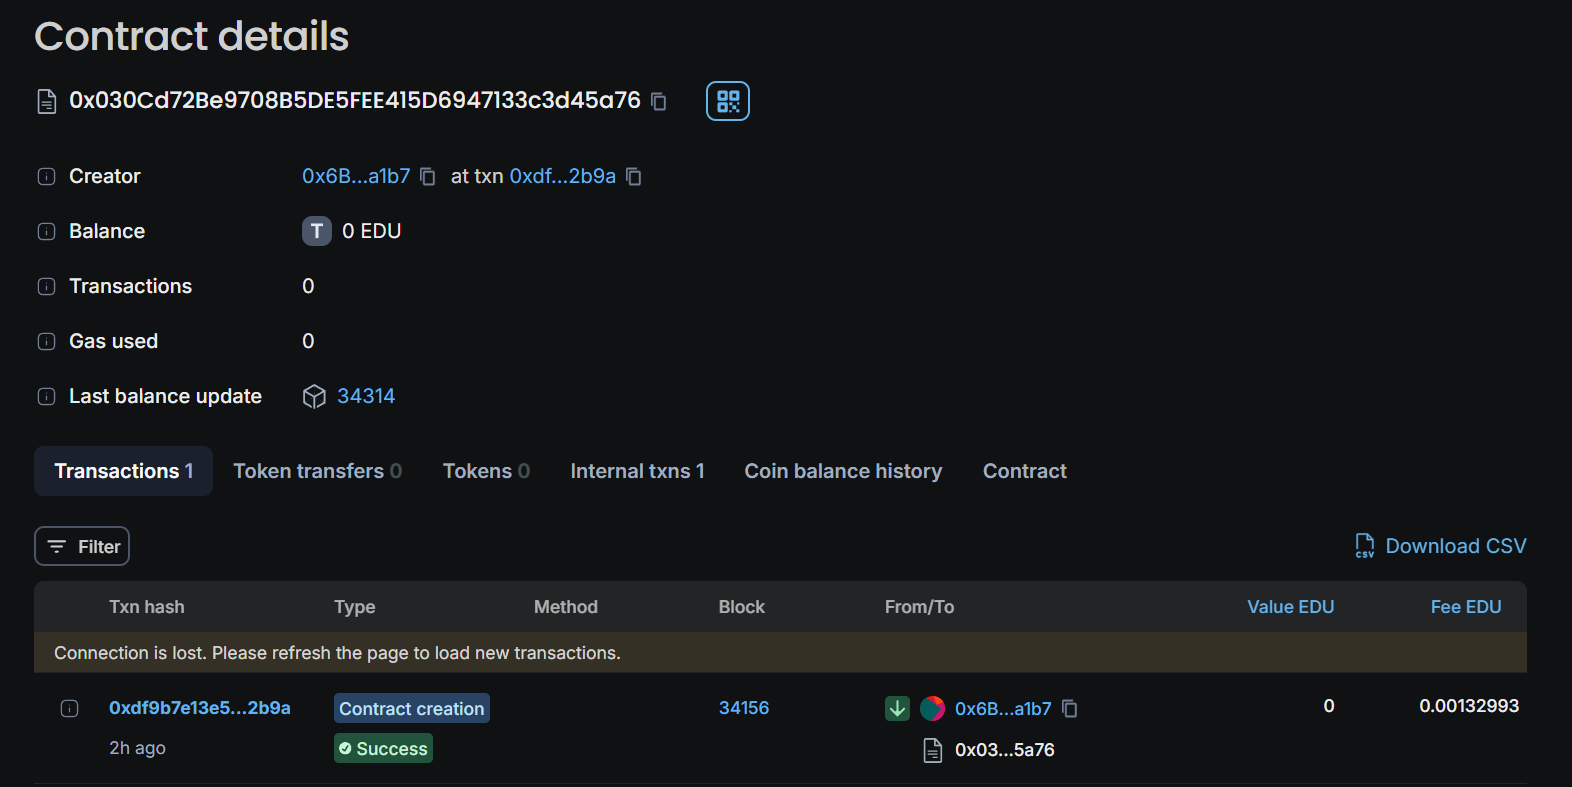 Contract details
0x030Cd72Be9708B5DE5FEE415D6947133c3d45a76
Creator 0x6B...a1b7 at txn 0xdf...2b9a
Balance T 0 EDU
Transactions 0
Gas used 0
Last balance update 34314
Transactions 1 Token transfers 0 Tokens 0 Internal txns 1 Coin balance history Contract
Filter CSV Download CSV
Txn hash Type Method Block From/To Value EDU Fee EDU
Connection is lost. Please refresh the page to load new transactions.
0xdf9b7e13e5...2b9a Contract creation 34156 0x6B...a1b7 0 0.00132993
2h ago Success 0x03...5a76